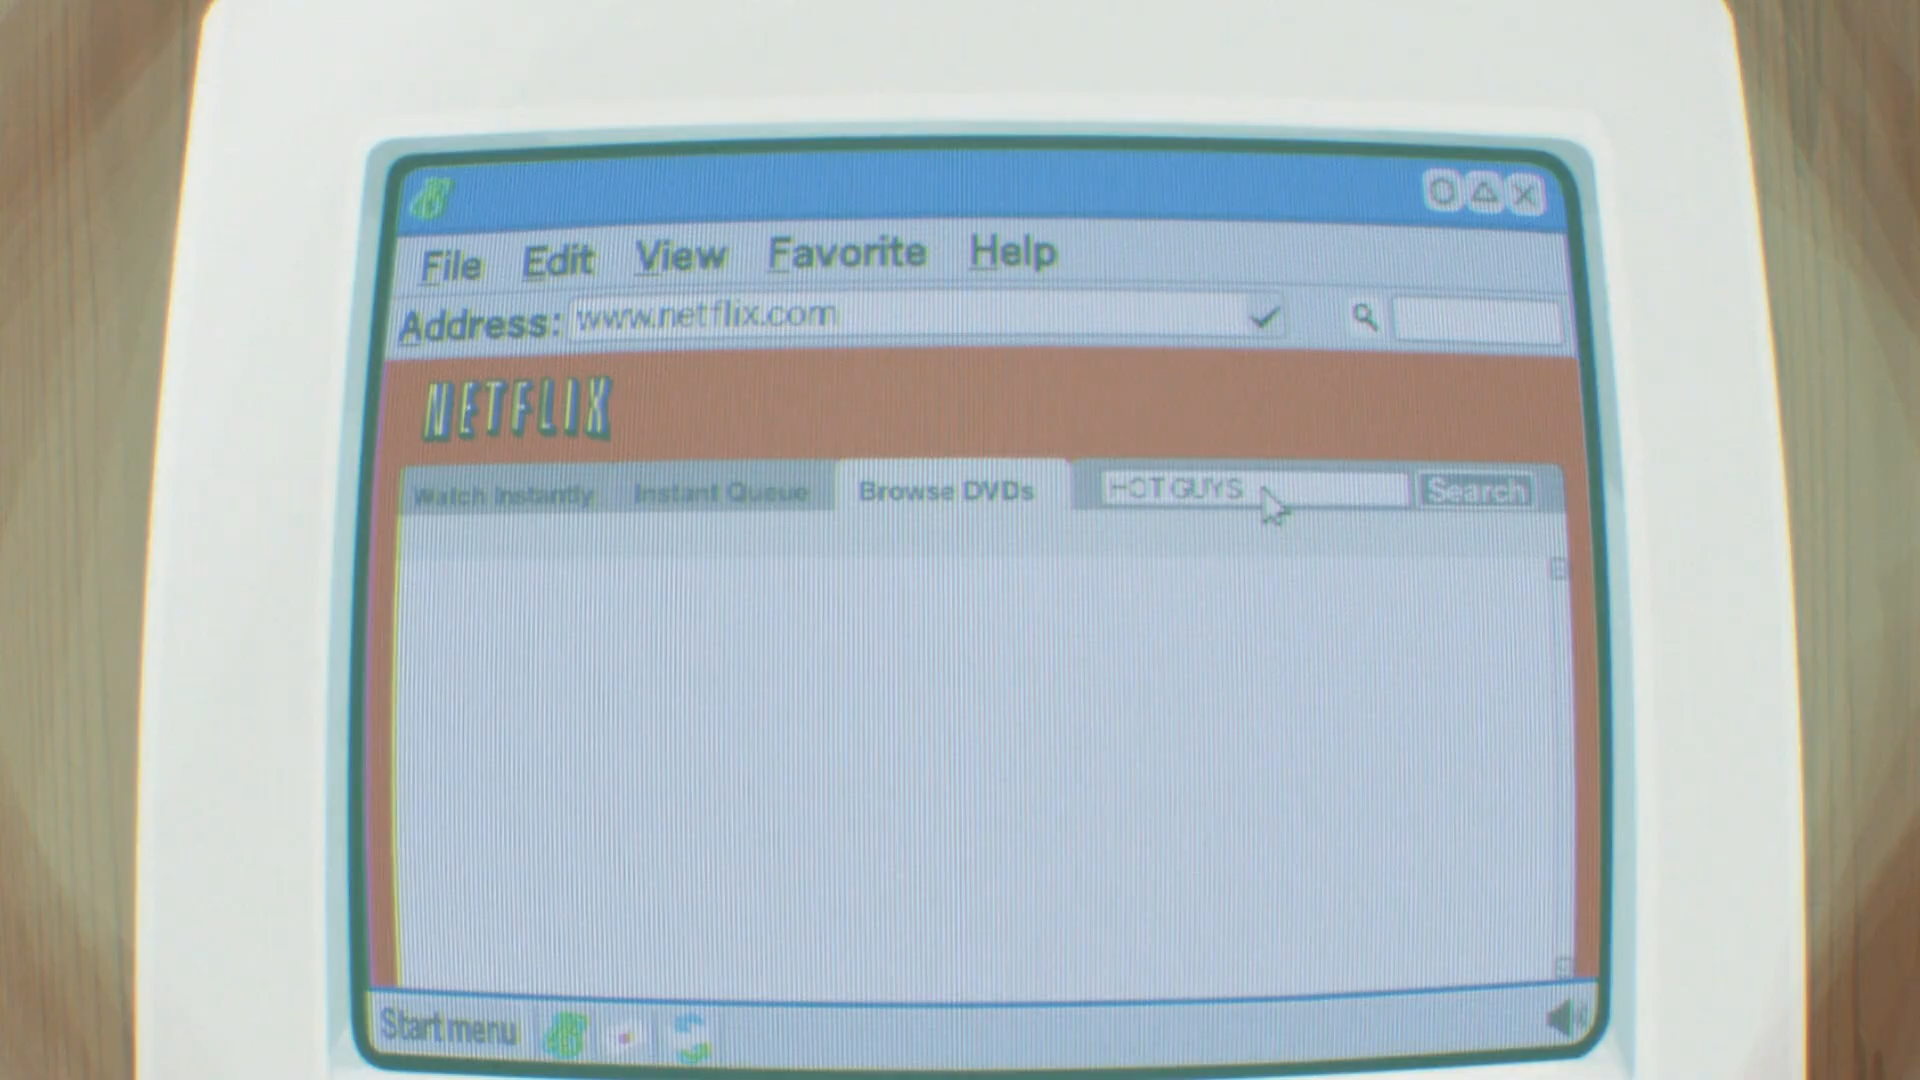 File Edit View Favorite Help
Address: www.netflix.com
NETFLIX
Watch Instantly Instant Queue Browse DVDs HOT GUYS Search
Start menu